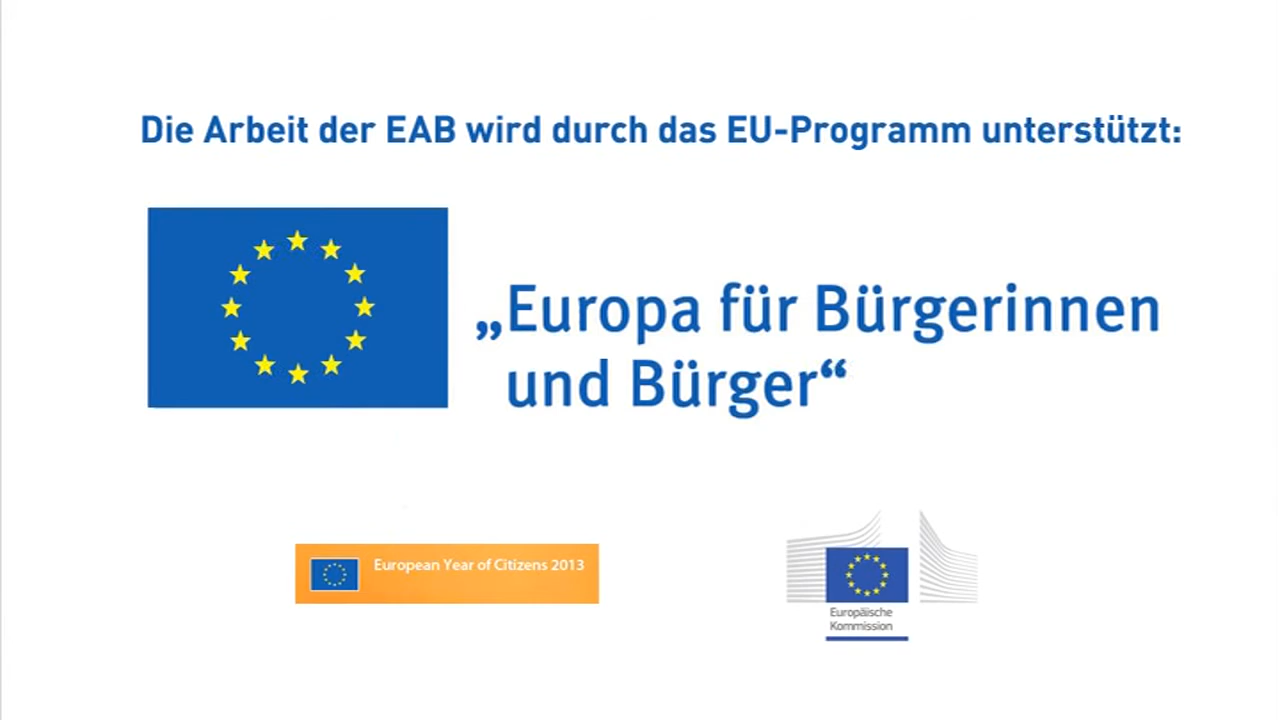 Die Arbeit der EAB wird durch das EU-Programm unterstützt:
„Europa für Bürgerinnen
und Bürger“
European Year of Citizens 2013
Europäische
Kommission